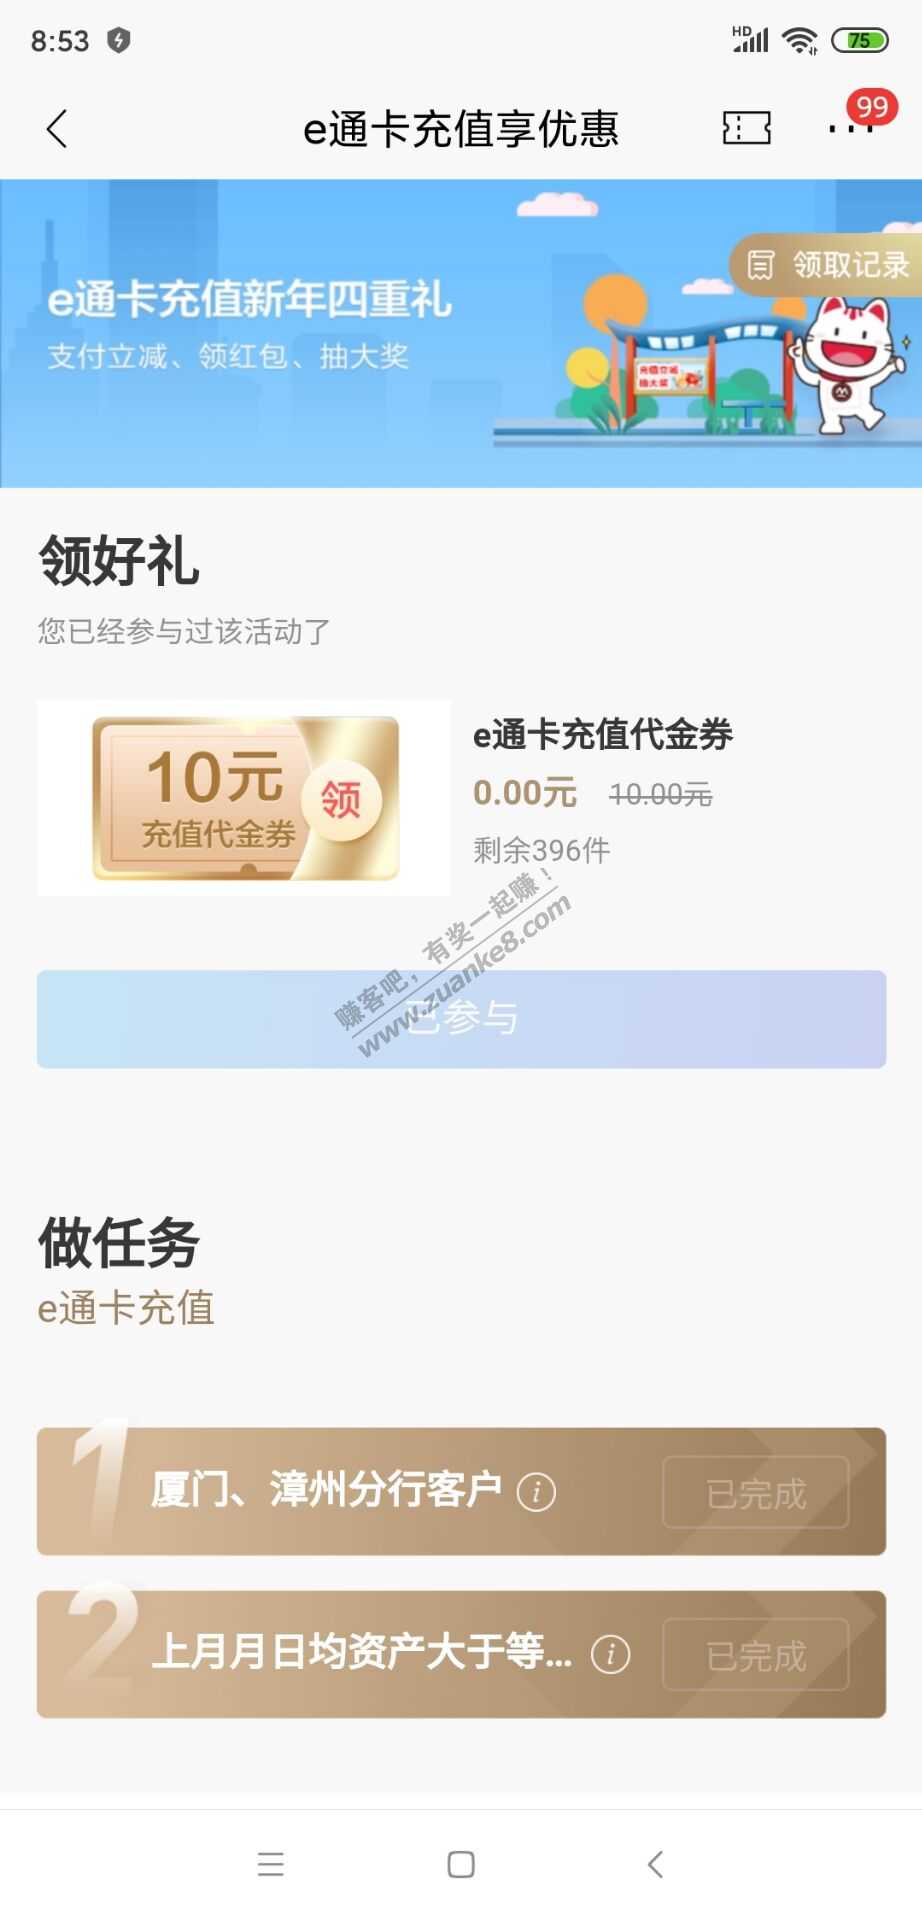 8:53
HD
75
e通卡充值享优惠
99
领取记录
e通卡充值新年四重礼
支付立减、领红包、抽大奖
充值立减
抽大奖
领好礼
您已经参与过该活动了
10元
充值代金券
领
e通卡充值代金券
0.00元 10.00元
剩余396件
赚客吧，有奖一起赚！
www.zuanke8.com
已参与
做任务
e通卡充值
1
厦门、漳州分行客户
i
已完成
2
上月月日均资产大于等...
i
已完成